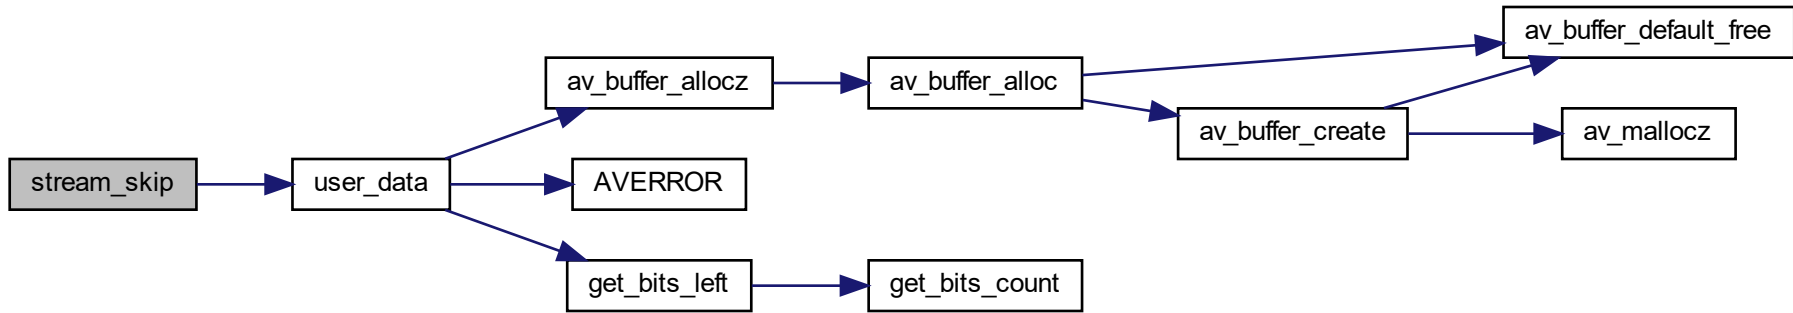 stream_skip
user_data
av_buffer_allocz
AVERROR
get_bits_left
av_buffer_alloc
get_bits_count
av_buffer_default_free
av_buffer_create
av_mallocz